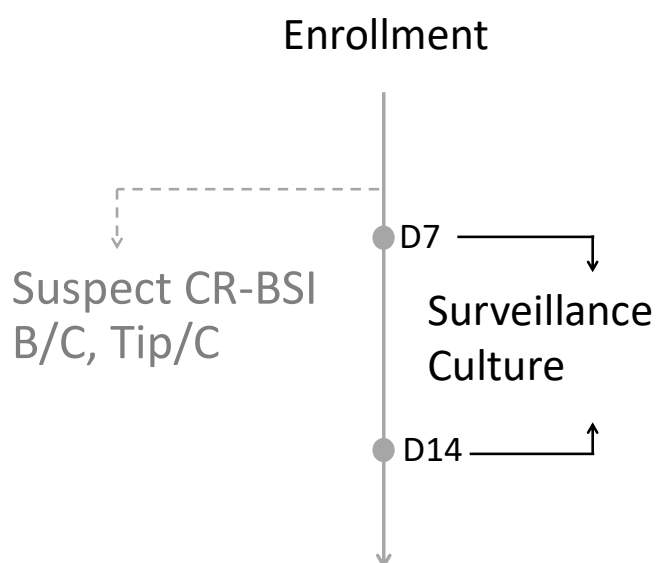 Enrollment
D7
Suspect CR-BSI
B/C, Tip/C
Surveillance
Culture
D14